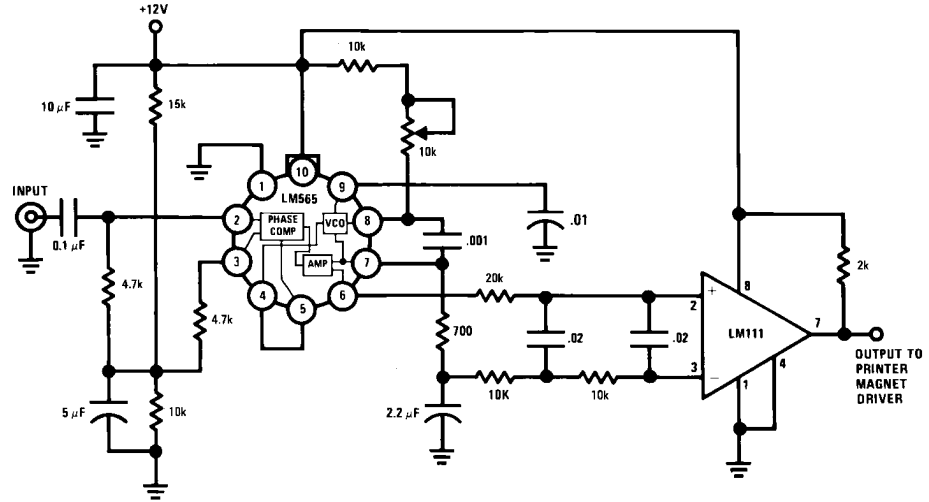 +12V
10k
10 µF
15k
10k
INPUT
0.1 µF
4.7k
4.7k
5 µF
10k
1
10
9
LM565
2
PHASE
COMP
VCO
8
3
AMP
7
4
5
6
.01
.001
20k
700
.02
.02
10K
10k
2.2 µF
+
2
8
LM111
7
3
−
1
4
2k
OUTPUT TO
PRINTER
MAGNET
DRIVER